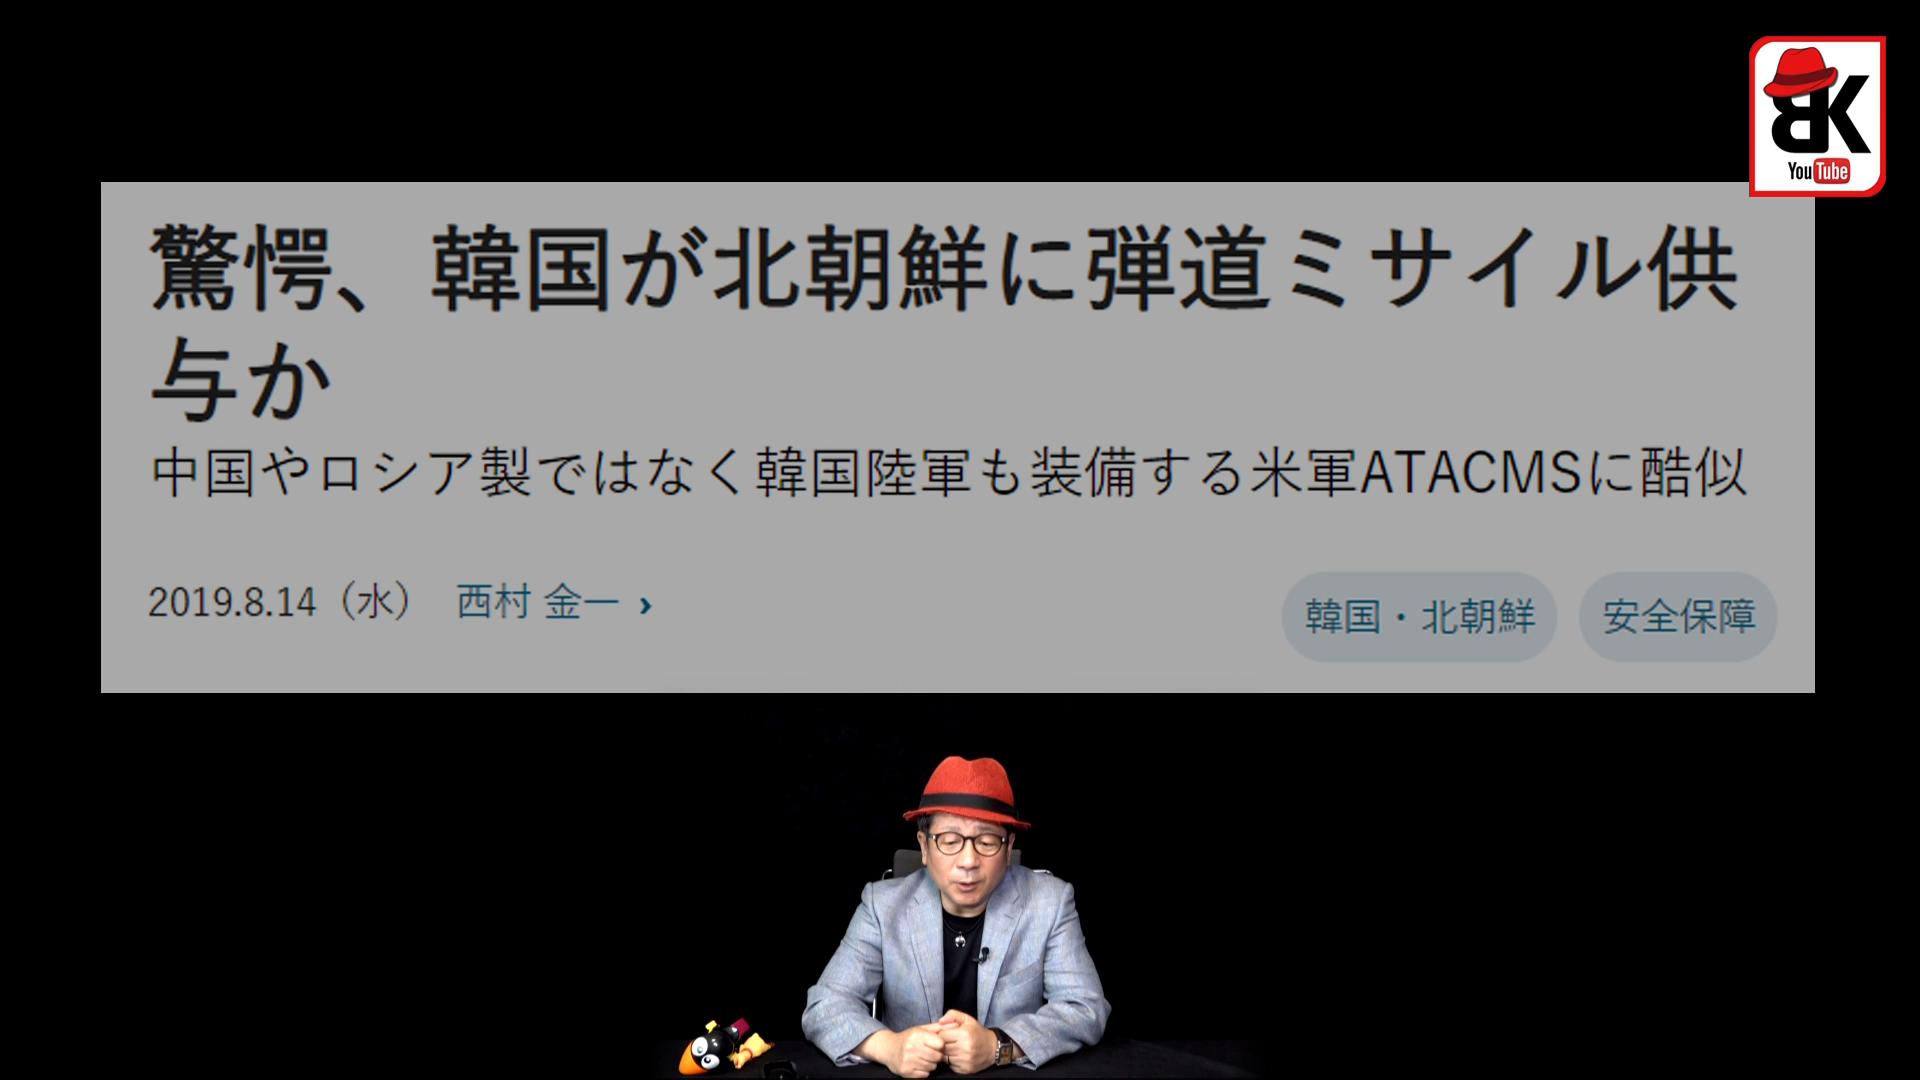 BK
YouTube
驚愕、韓国が北朝鮮に弾道ミサイル供
与か
中国やロシア製ではなく韓国陸軍も装備する米軍ATACMSに酷似
2019.8.14（水） 西村 金一 ›
韓国・北朝鮮 安全保障